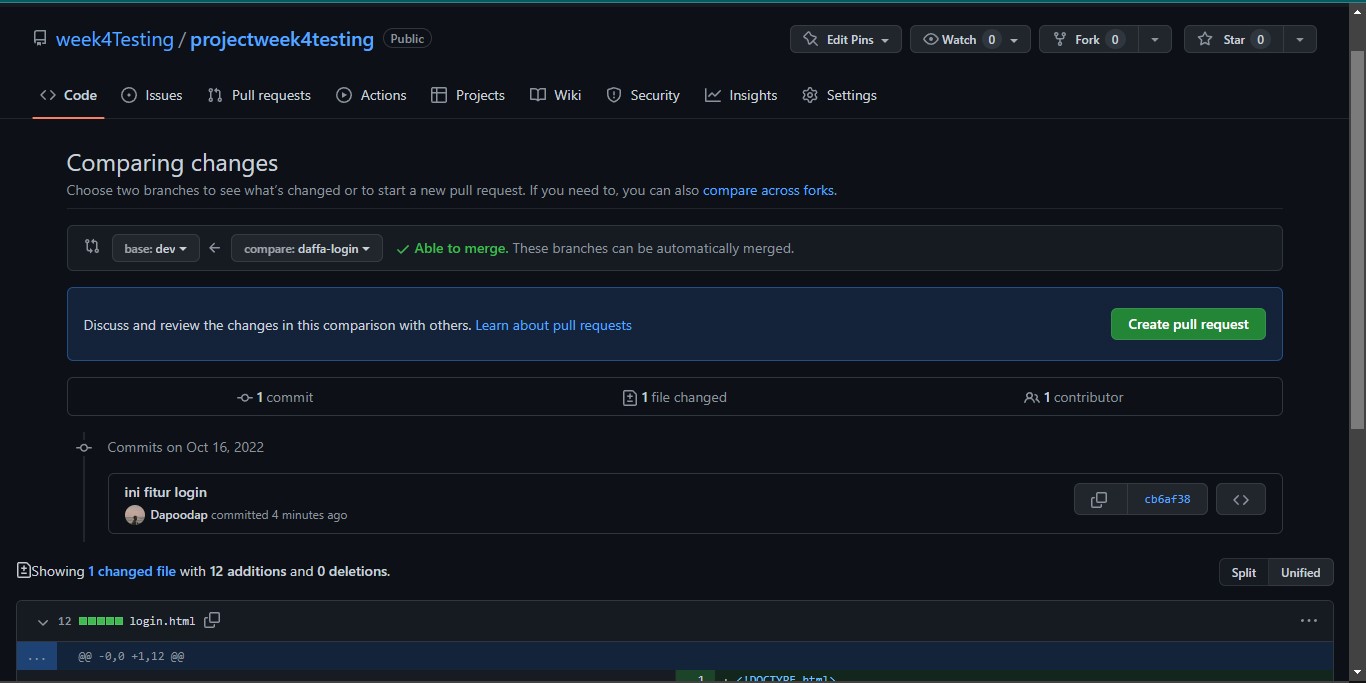 week4Testing / projectweek4testing Public Edit Pins Watch 0 Fork 0 Star 0
Code Issues Pull requests Actions Projects Wiki Security Insights Settings
Comparing changes
Choose two branches to see what's changed or to start a new pull request. If you need to, you can also compare across forks.
base: dev compare: daffa-login Able to merge. These branches can be automatically merged.
Discuss and review the changes in this comparison with others. Learn about pull requests Create pull request
1 commit 1 file changed 1 contributor
Commits on Oct 16, 2022
ini fitur login
Dapoodap committed 4 minutes ago cb6af38
Showing 1 changed file with 12 additions and 0 deletions. Split Unified
12 login.html
... @@ -0,0 +1,12 @@
1 + <!DOCTYPE html>